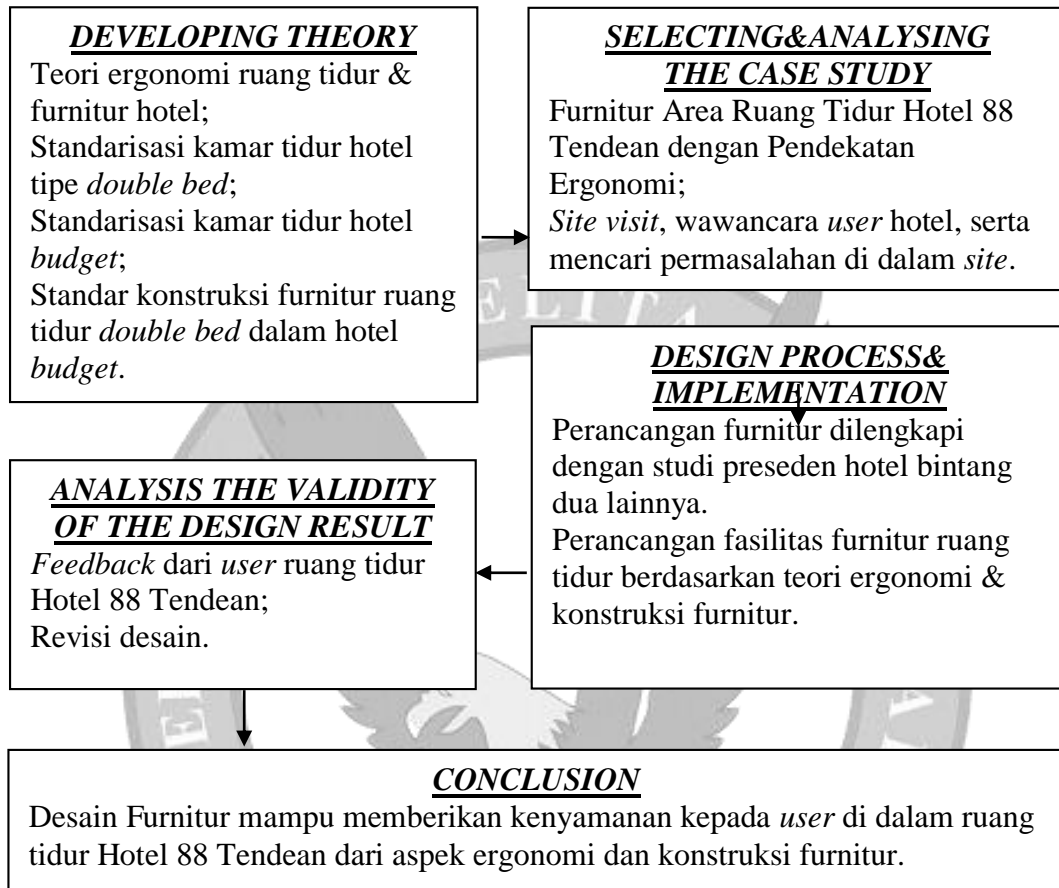 DEVELOPING THEORY
Teori ergonomi ruang tidur &
furnitur hotel;
Standarisasi kamar tidur hotel
tipe double bed;
Standarisasi kamar tidur hotel
budget;
Standar konstruksi furnitur ruang
tidur double bed dalam hotel
budget.
SELECTING&ANALYSING
THE CASE STUDY
Furnitur Area Ruang Tidur Hotel 88
Tendean dengan Pendekatan
Ergonomi;
Site visit, wawancara user hotel, serta
mencari permasalahan di dalam site.
DESIGN PROCESS&
IMPLEMENTATION
Perancangan furnitur dilengkapi
dengan studi preseden hotel bintang
dua lainnya.
Perancangan fasilitas furnitur ruang
tidur berdasarkan teori ergonomi &
konstruksi furnitur.
ANALYSIS THE VALIDITY
OF THE DESIGN RESULT
Feedback dari user ruang tidur
Hotel 88 Tendean;
Revisi desain.
CONCLUSION
Desain Furnitur mampu memberikan kenyamanan kepada user di dalam ruang
tidur Hotel 88 Tendean dari aspek ergonomi dan konstruksi furnitur.